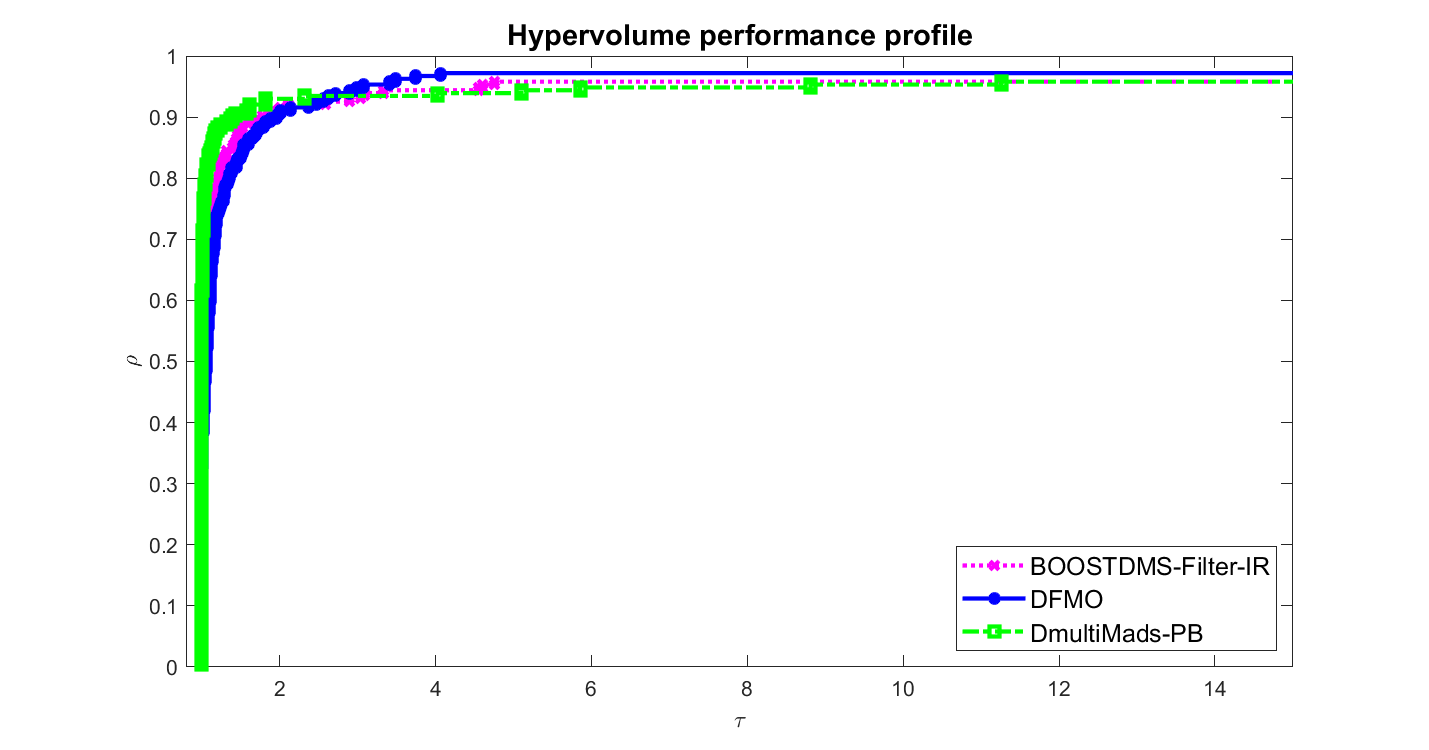 Hypervolume performance profile
1
0.9
0.8
0.7
0.6
0.5
0.4
0.3
0.2
0.1
0
ρ
2 4 6 8 10 12 14
τ
BOOSTDMS-Filter-IR
DFMO
DmultiMads-PB